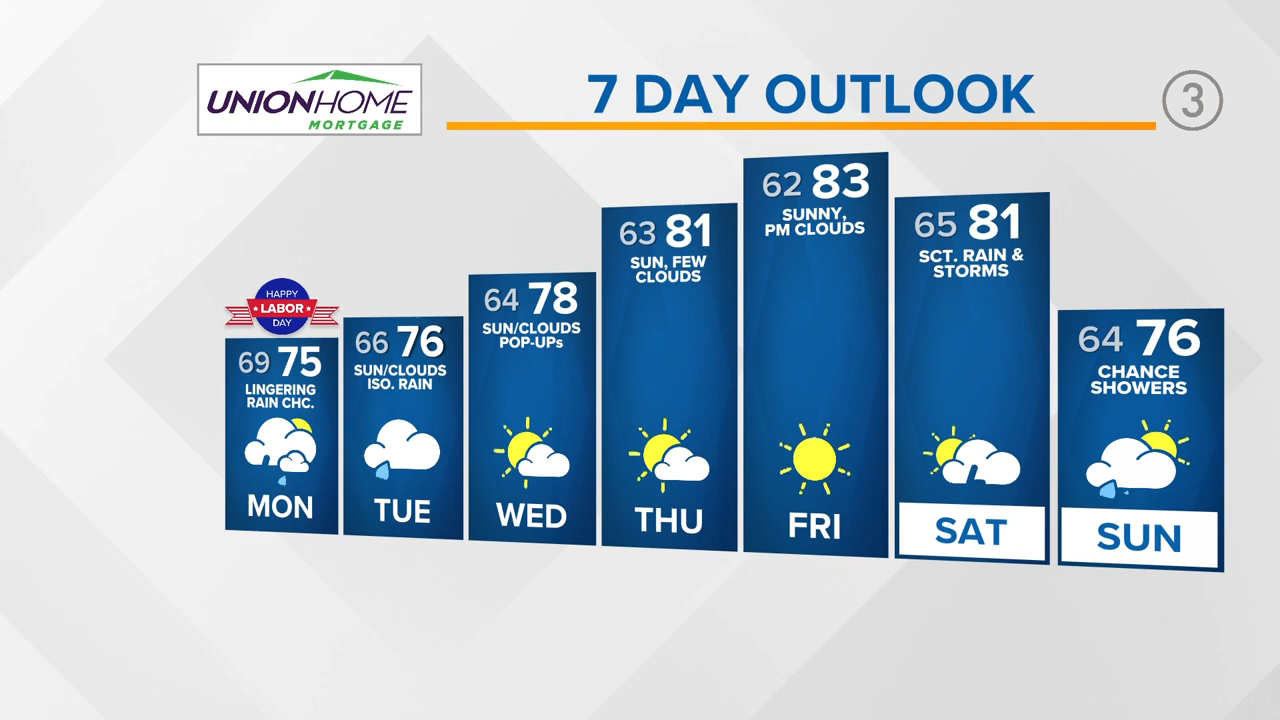 UNIONHOME
MORTGAGE
7 DAY OUTLOOK
3
HAPPY
LABOR
DAY
69 75
LINGERING
RAIN CHC.
MON
66 76
SUN/CLOUDS
ISO. RAIN
TUE
64 78
SUN/CLOUDS
POP-UPs
WED
63 81
SUN, FEW
CLOUDS
THU
62 83
SUNNY,
PM CLOUDS
FRI
65 81
SCT. RAIN &
STORMS
SAT
64 76
CHANCE
SHOWERS
SUN